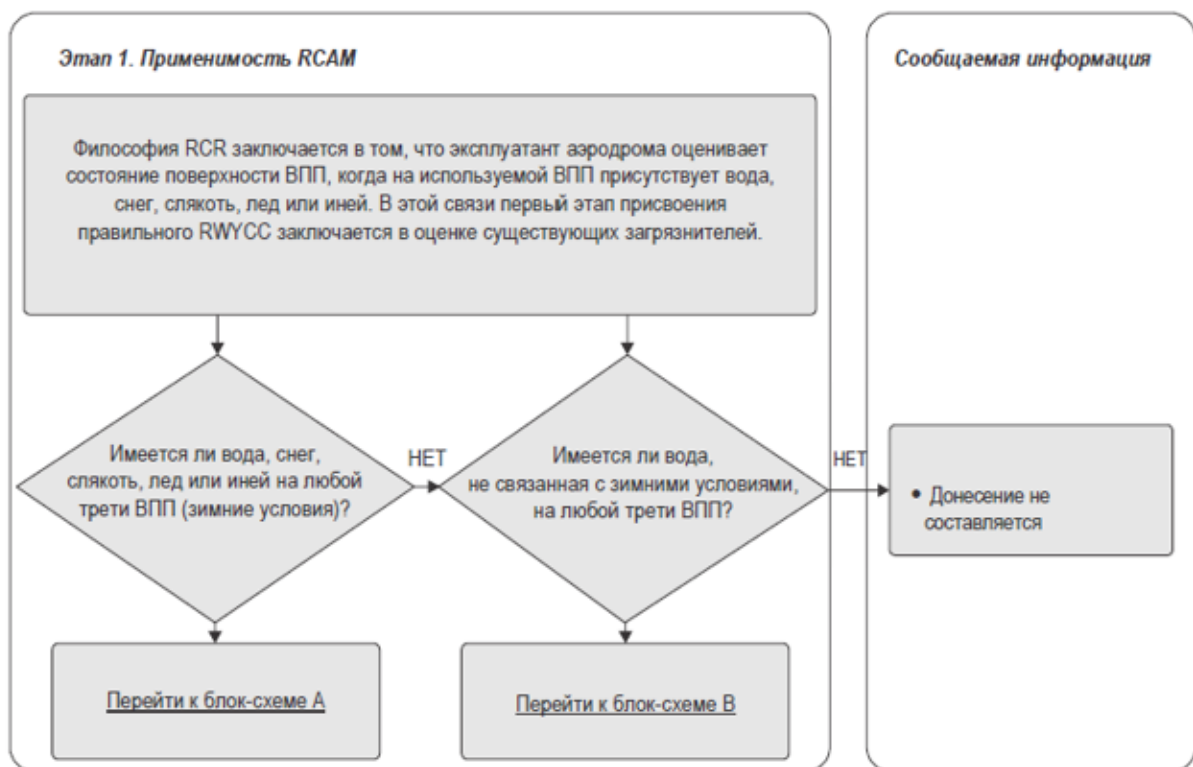 Этап 1. Применимость RCAM
Сообщаемая информация
Философия RCR заключается в том, что эксплуатант аэродрома оценивает
состояние поверхности ВПП, когда на используемой ВПП присутствует вода,
снег, слякоть, лед или иней. В этой связи первый этап присвоения
правильного RWYCC заключается в оценке существующих загрязнителей.
Имеется ли вода, снег,
слякоть, лед или иней на любой
трети ВПП (зимние условия)?
НЕТ
Имеется ли вода,
не связанная с зимними условиями,
на любой трети ВПП?
НЕТ
• Донесение не
составляется
Перейти к блок-схеме A
Перейти к блок-схеме B